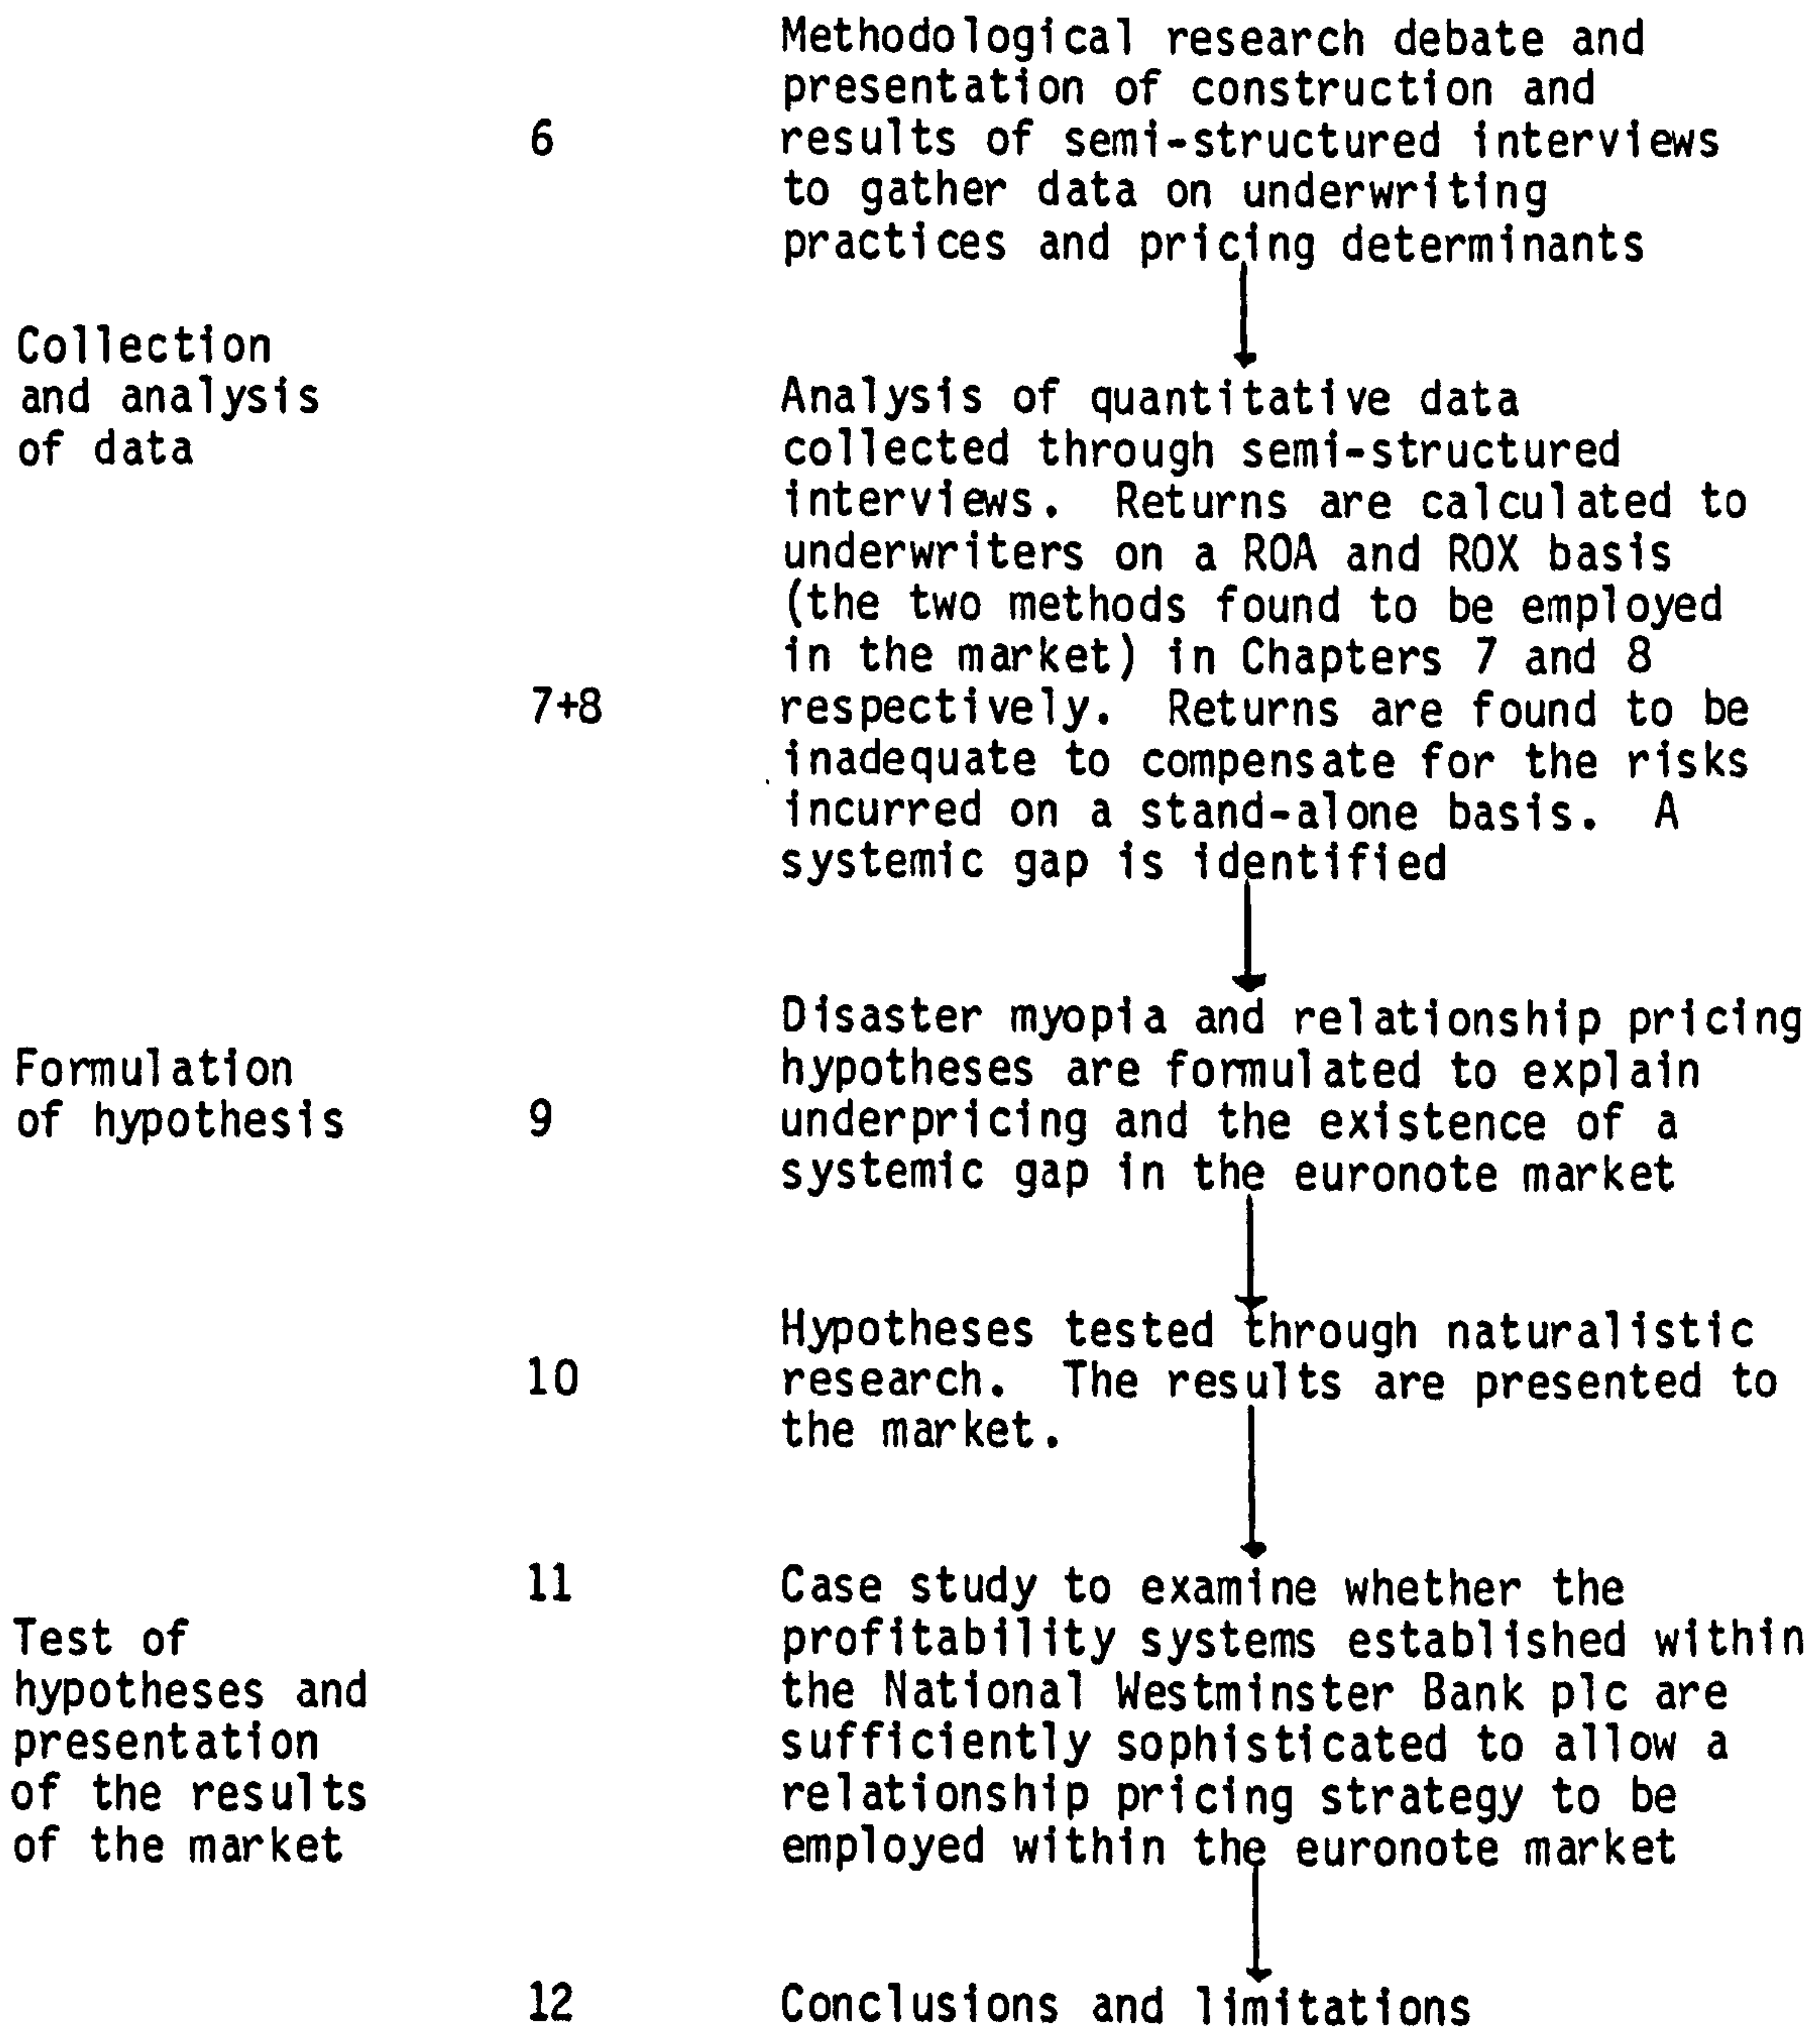 Methodological research debate and
presentation of construction and
6 results of semi-structured interviews
to gather data on underwriting
practices and pricing determinants
Collection
and analysis
of data
Analysis of quantitative data
collected through semi-structured
interviews. Returns are calculated to
underwriters on a ROA and ROX basis
(the two methods found to be employed
in the market) in Chapters 7 and 8
7+8 respectively. Returns are found to be
inadequate to compensate for the risks
incurred on a stand-alone basis. A
systemic gap is identified
Formulation
of hypothesis
9
Disaster myopia and relationship pricing
hypotheses are formulated to explain
underpricing and the existence of a
systemic gap in the euronote market
Hypotheses tested through naturalistic
10 research. The results are presented to
the market.
Test of
hypotheses and
presentation
of the results
of the market
11 Case study to examine whether the
profitability systems established within
the National Westminster Bank plc are
sufficiently sophisticated to allow a
relationship pricing strategy to be
employed within the euronote market
12 Conclusions and limitations